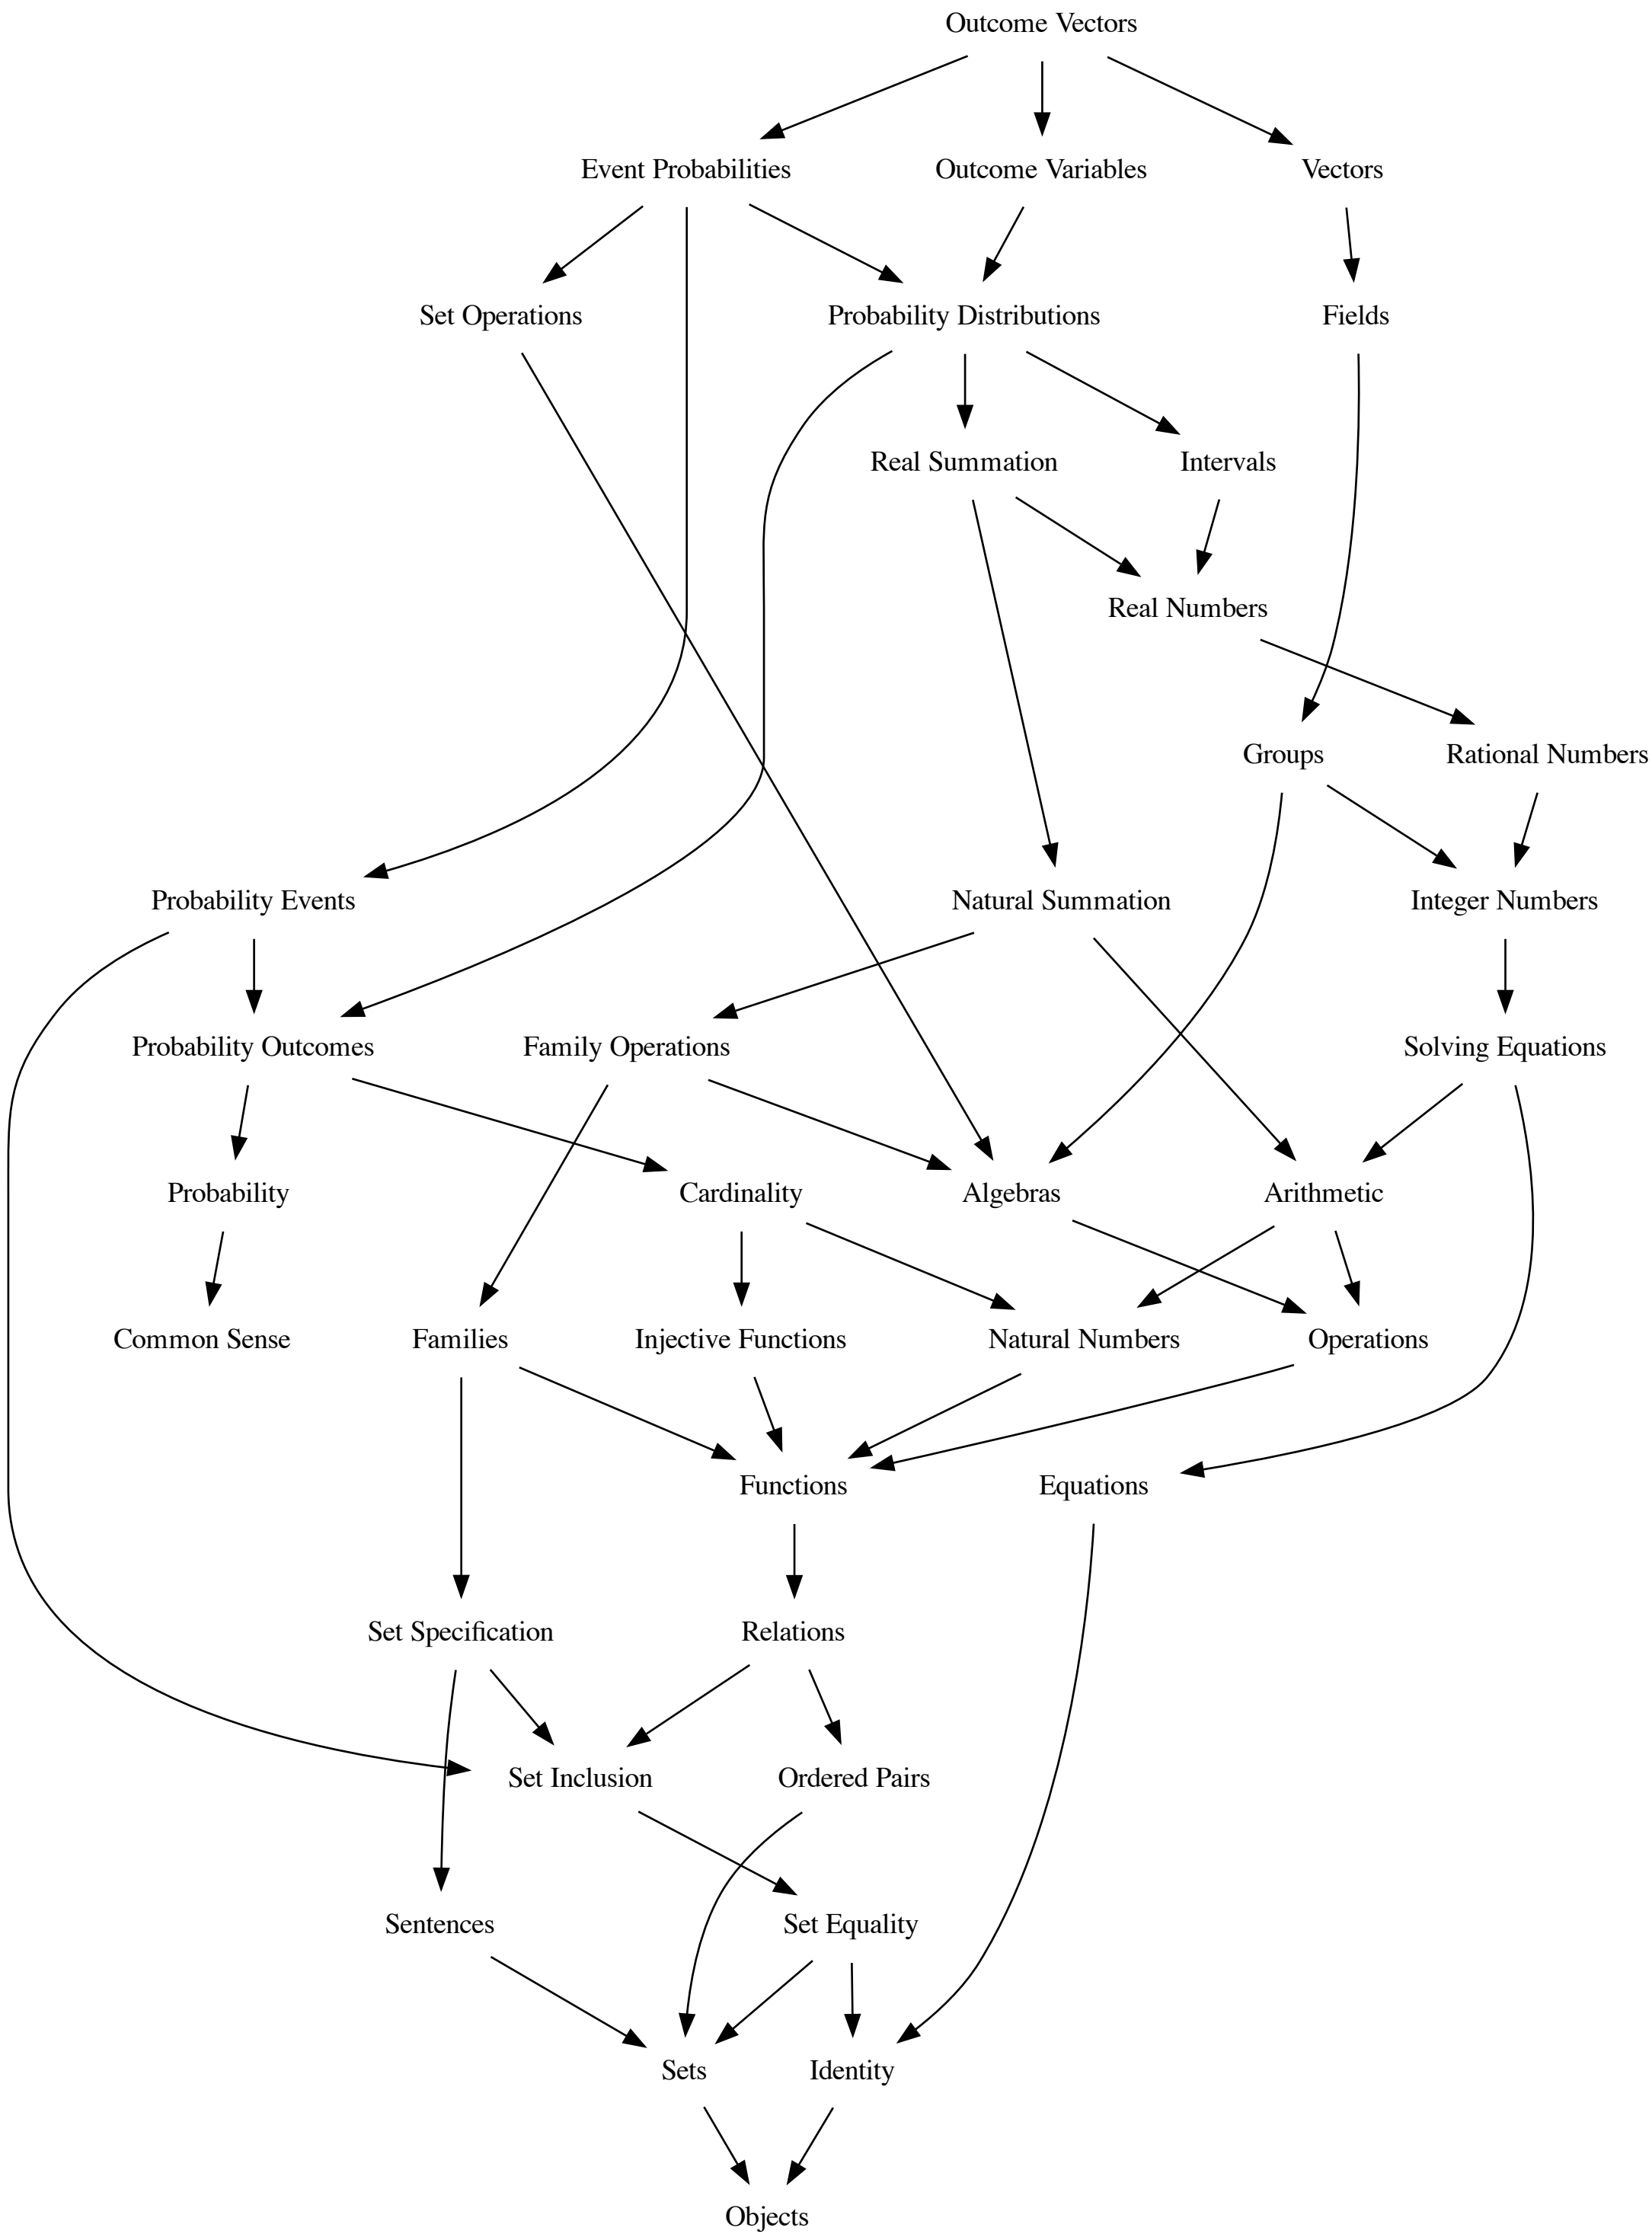 Outcome Vectors
Event Probabilities
Outcome Variables
Vectors
Set Operations
Probability Distributions
Fields
Real Summation
Intervals
Real Numbers
Groups
Rational Numbers
Probability Events
Natural Summation
Integer Numbers
Probability Outcomes
Family Operations
Solving Equations
Probability
Cardinality
Algebras
Arithmetic
Common Sense
Families
Injective Functions
Natural Numbers
Operations
Functions
Equations
Set Specification
Relations
Set Inclusion
Ordered Pairs
Sentences
Set Equality
Sets
Identity
Objects